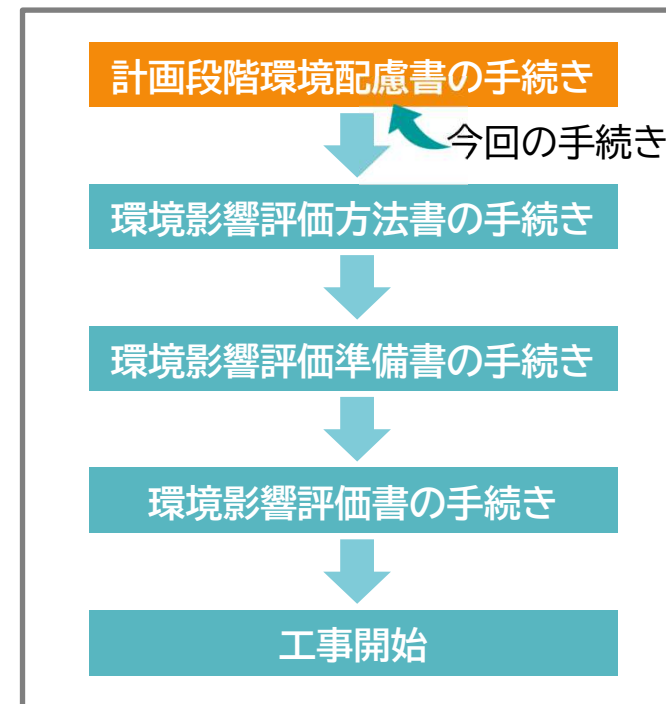 計画段階環境配慮書の手続き
今回の手続き
環境影響評価方法書の手続き
環境影響評価準備書の手続き
環境影響評価書の手続き
工事開始